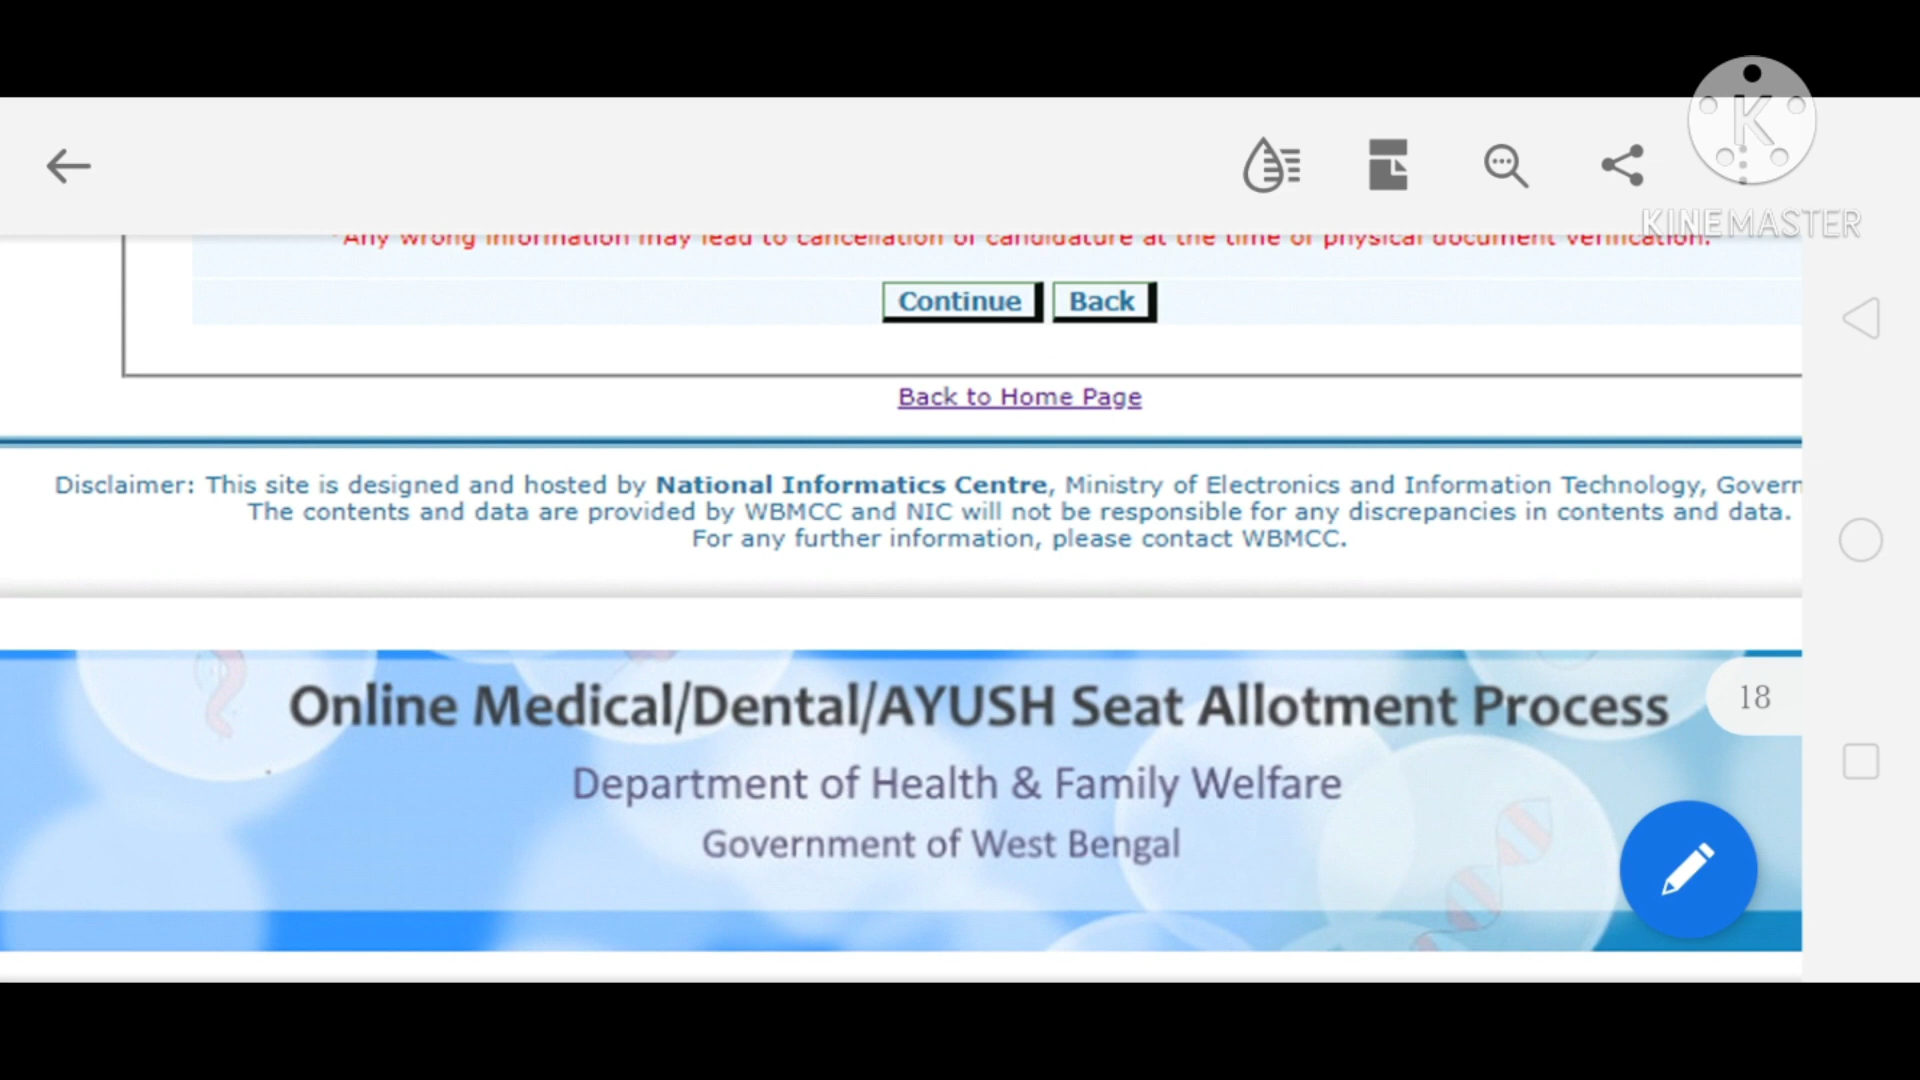 KINEMASTER
*Any wrong information may lead to cancellation of candidature at the time of physical document verification.
Continue Back
Back to Home Page
Disclaimer: This site is designed and hosted by National Informatics Centre, Ministry of Electronics and Information Technology, Govern
The contents and data are provided by WBMCC and NIC will not be responsible for any discrepancies in contents and data.
For any further information, please contact WBMCC.
Online Medical/Dental/AYUSH Seat Allotment Process
18
Department of Health & Family Welfare
Government of West Bengal